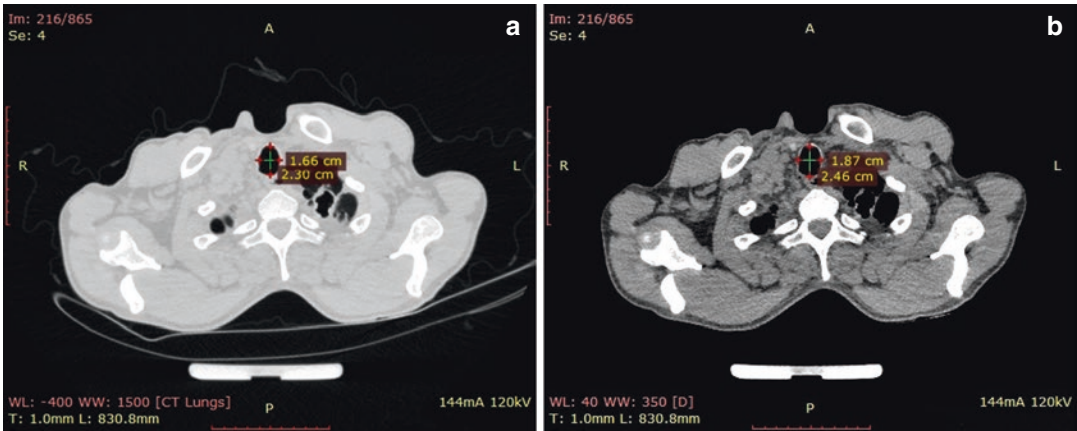 Im: 216/865
Se: 4
A
a
R
L
1.66 cm
2.30 cm
WL: -400 WW: 1500 [CT Lungs]
T: 1.0mm L: 830.8mm
P
144mA 120kV
Im: 216/865
Se: 4
A
b
R
L
1.87 cm
2.46 cm
WL: 40 WW: 350 [D]
T: 1.0mm L: 830.8mm
P
144mA 120kV